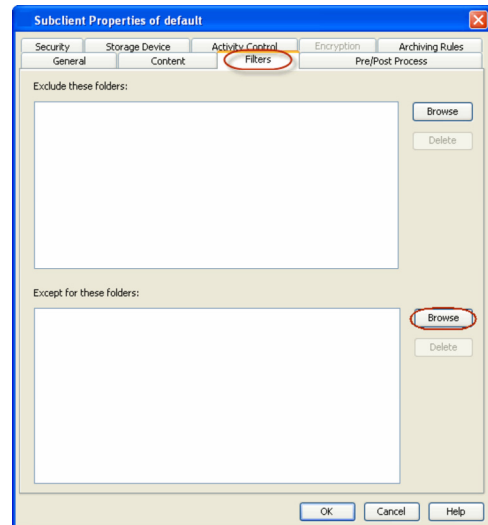 Subclient Properties of default
Security Storage Device Activity Control Encryption Archiving Rules
General Content Filters Pre/Post Process
Exclude these folders:
Browse
Delete
Except for these folders:
Browse
Delete
OK Cancel Help